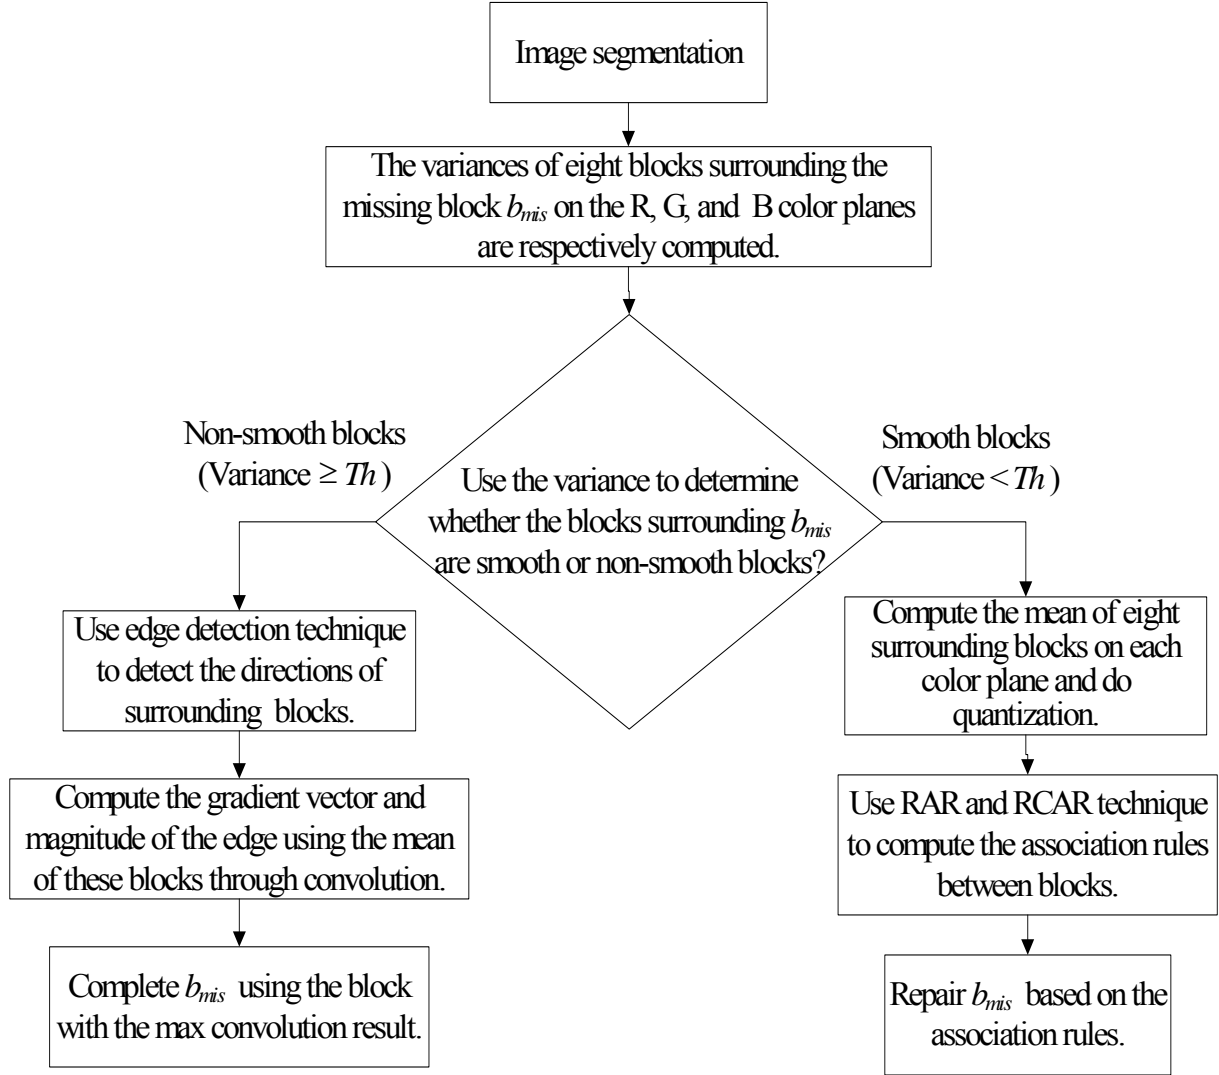 Image segmentation
The variances of eight blocks surrounding the
missing block b_mis on the R, G, and B color planes
are respectively computed.
Non-smooth blocks
(Variance ≥ Th )
Smooth blocks
(Variance < Th )
Use the variance to determine
whether the blocks surrounding b_mis
are smooth or non-smooth blocks?
Use edge detection technique
to detect the directions of
surrounding blocks.
Compute the gradient vector and
magnitude of the edge using the mean
of these blocks through convolution.
Complete b_mis using the block
with the max convolution result.
Compute the mean of eight
surrounding blocks on each
color plane and do
quantization.
Use RAR and RCAR technique
to compute the association rules
between blocks.
Repair b_mis based on the
association rules.